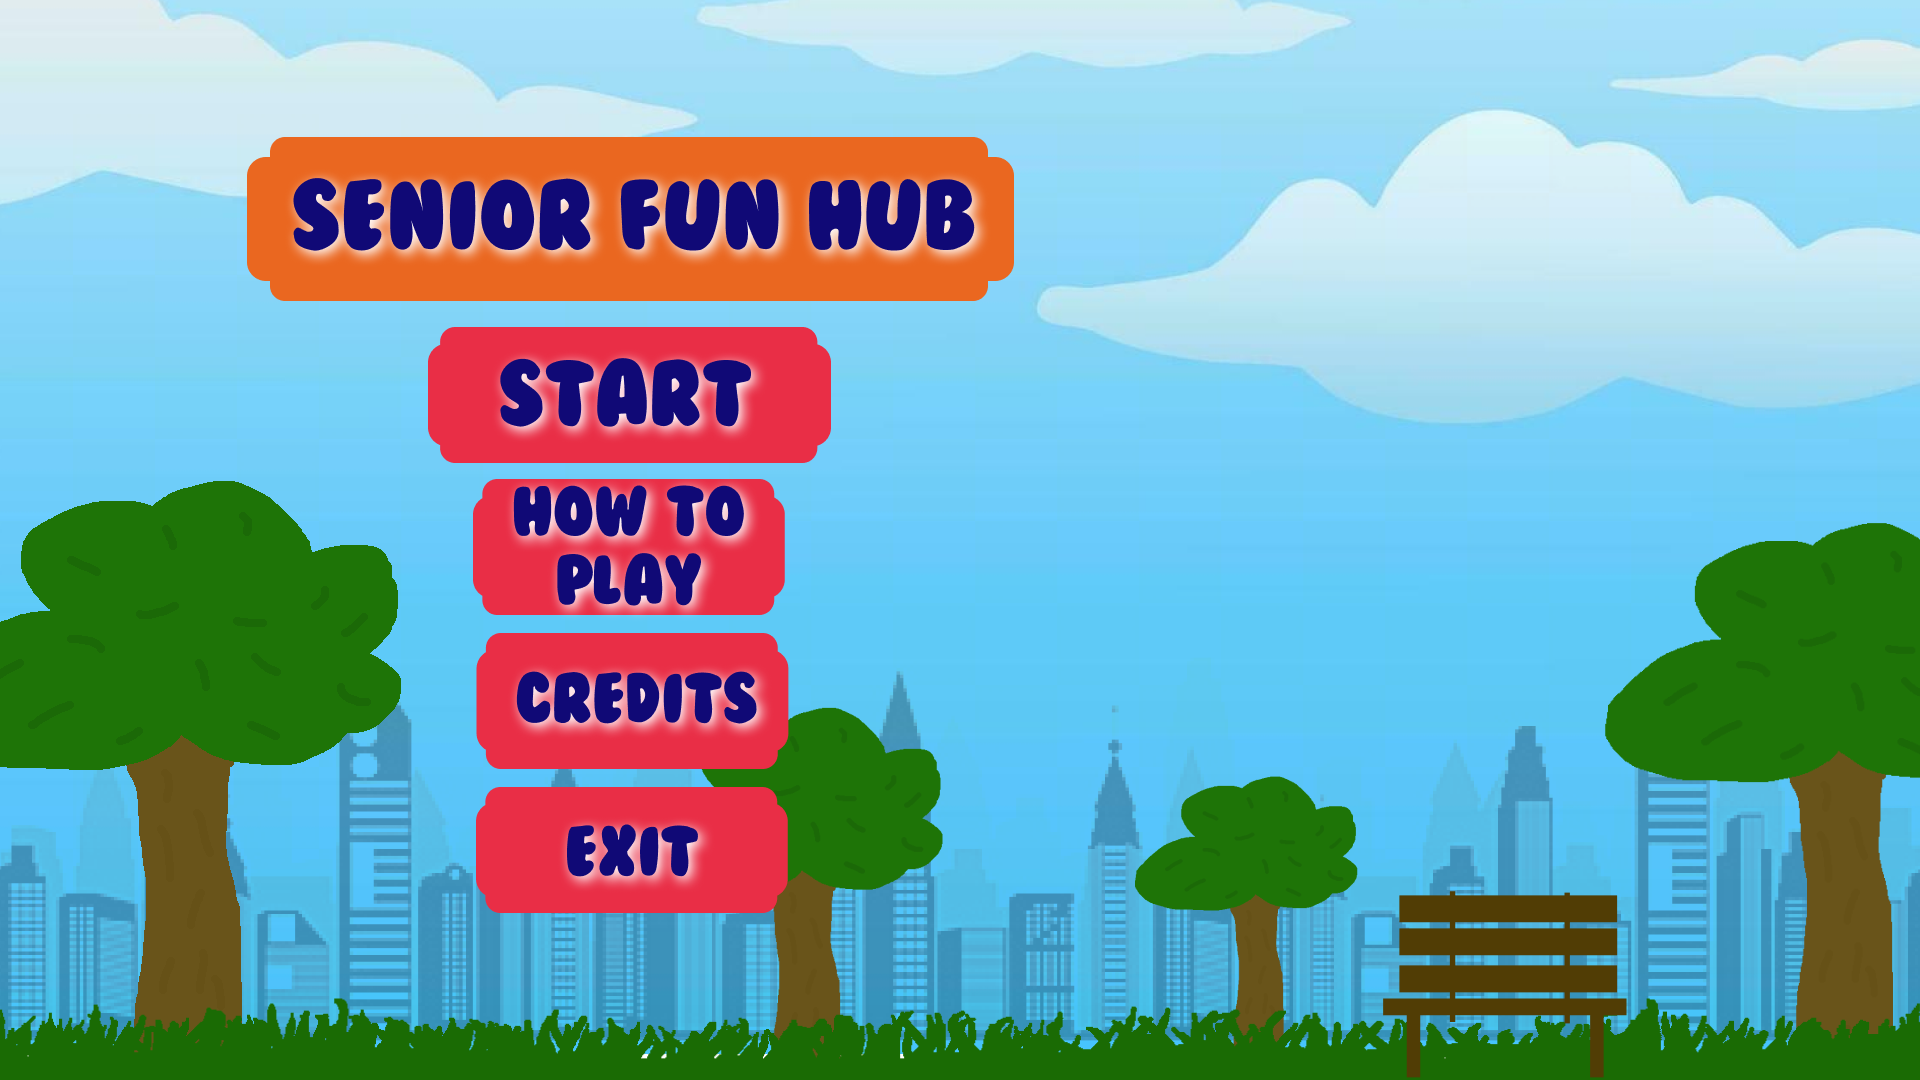 SENIOR FUN HUB
START
HOW TO
PLAY
CREDITS
EXIT